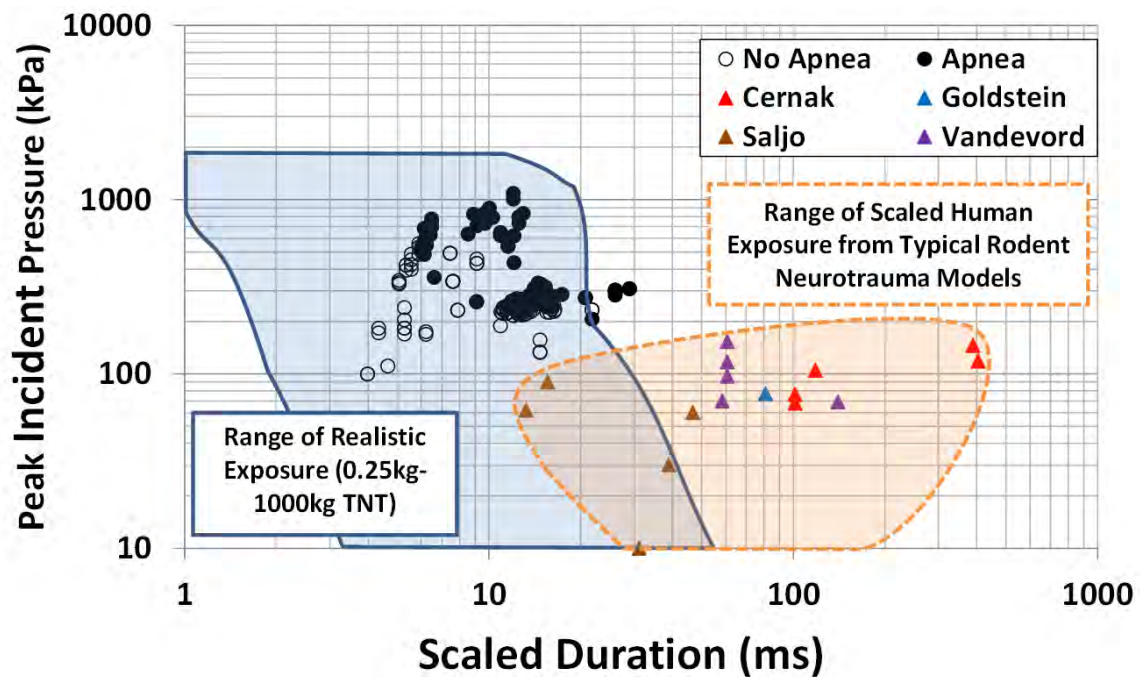 Peak Incident Pressure (kPa)
10000
1000
100
10
No Apnea
Apnea
Cernak
Goldstein
Saljo
Vandevord
Range of Scaled Human
Exposure from Typical Rodent
Neurotrauma Models
Range of Realistic
Exposure (0.25kg-
1000kg TNT)
1
10
100
1000
Scaled Duration (ms)